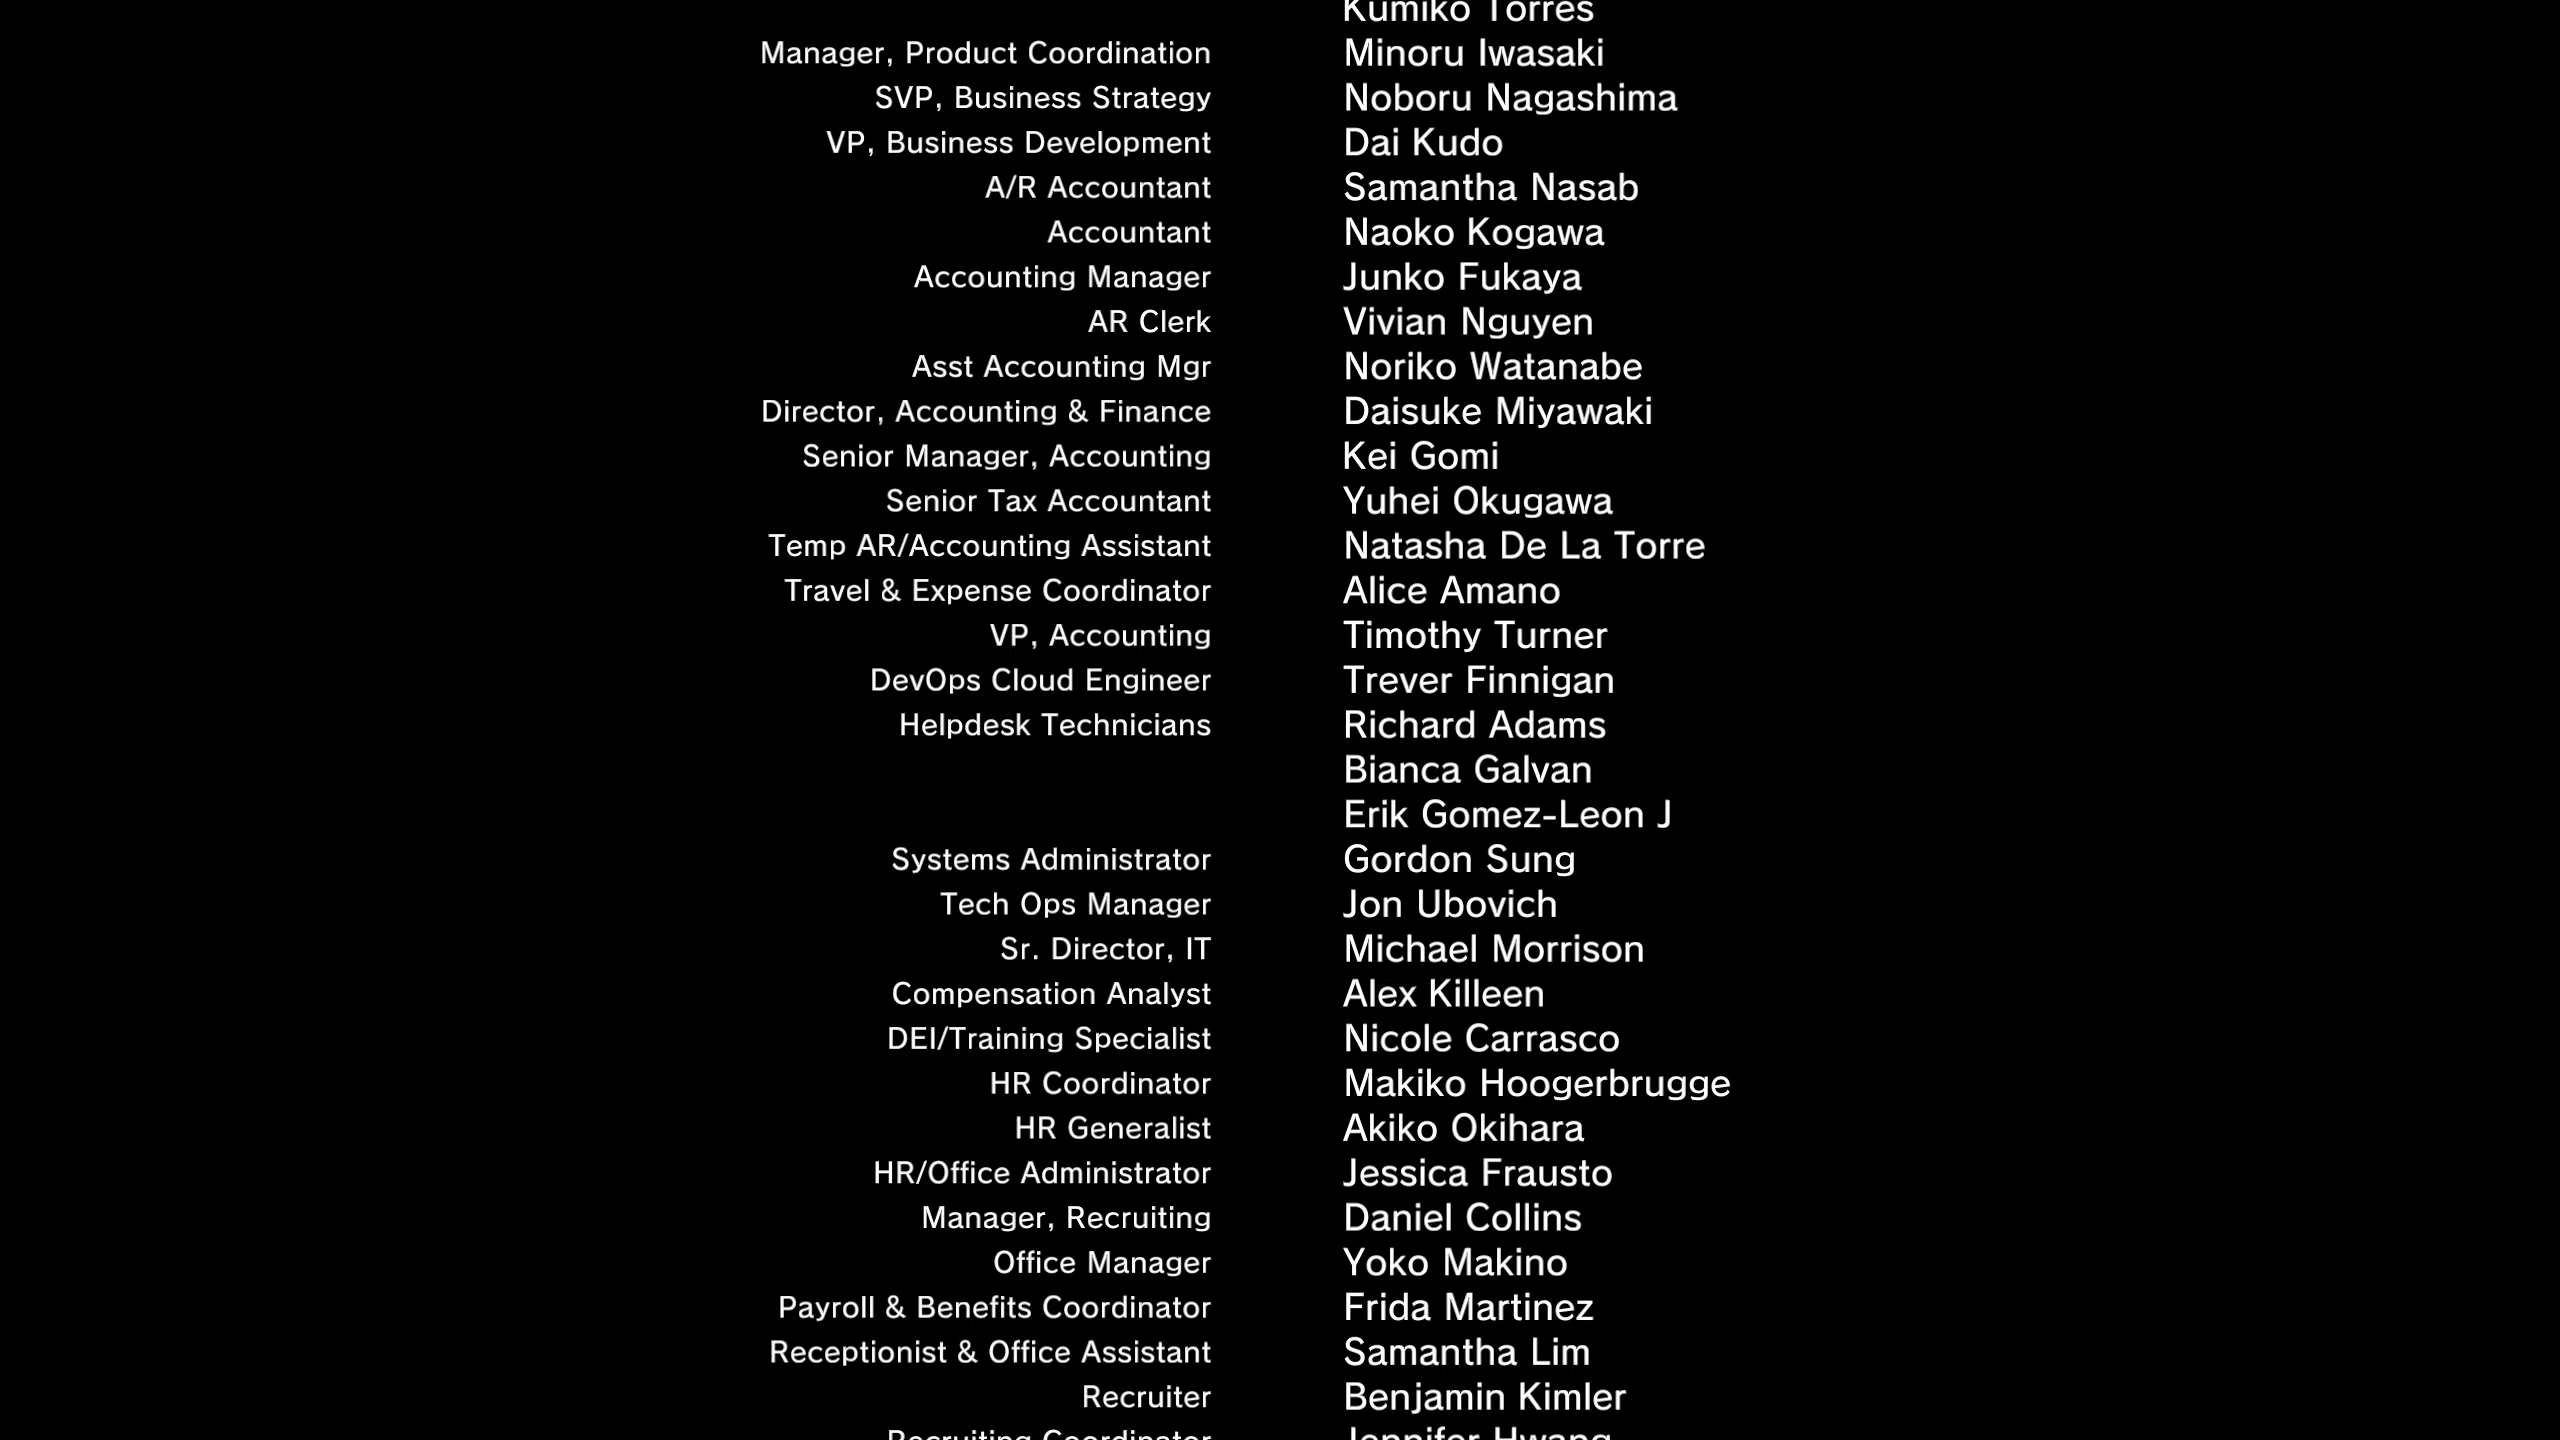 Kumiko Torres
Manager, Product Coordination Minoru Iwasaki
SVP, Business Strategy Noboru Nagashima
VP, Business Development Dai Kudo
A/R Accountant Samantha Nasab
Accountant Naoko Kogawa
Accounting Manager Junko Fukaya
AR Clerk Vivian Nguyen
Asst Accounting Mgr Noriko Watanabe
Director, Accounting & Finance Daisuke Miyawaki
Senior Manager, Accounting Kei Gomi
Senior Tax Accountant Yuhei Okugawa
Temp AR/Accounting Assistant Natasha De La Torre
Travel & Expense Coordinator Alice Amano
VP, Accounting Timothy Turner
DevOps Cloud Engineer Trever Finnigan
Helpdesk Technicians Richard Adams
Bianca Galvan
Erik Gomez-Leon J
Systems Administrator Gordon Sung
Tech Ops Manager Jon Ubovich
Sr. Director, IT Michael Morrison
Compensation Analyst Alex Killeen
DEI/Training Specialist Nicole Carrasco
HR Coordinator Makiko Hoogerbrugge
HR Generalist Akiko Okihara
HR/Office Administrator Jessica Frausto
Manager, Recruiting Daniel Collins
Office Manager Yoko Makino
Payroll & Benefits Coordinator Frida Martinez
Receptionist & Office Assistant Samantha Lim
Recruiter Benjamin Kimler
Recruiting Coordinator Jennifer Hwang